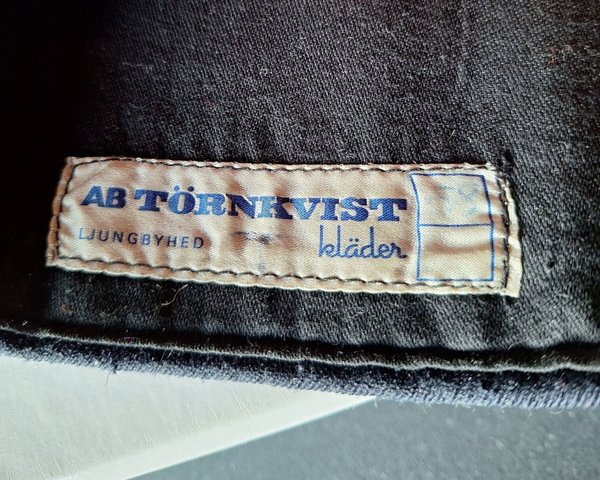 AB TÖRNKVIST
LJUNGBYHED kläder